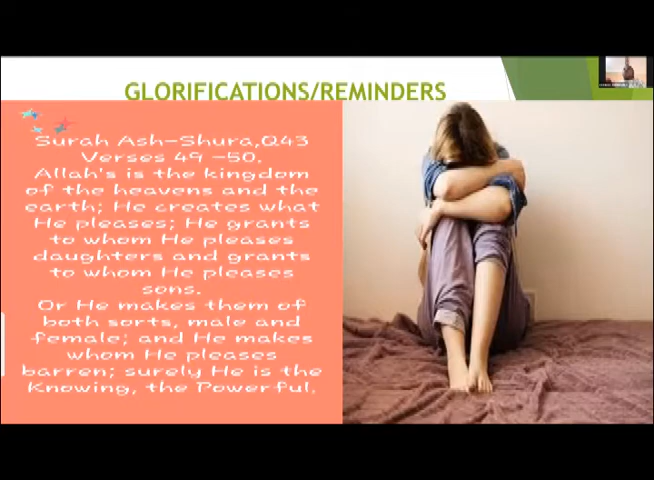 GLORIFICATIONS/REMINDERS
Surah Ash-Shura,Q43
Verses 49 -50.
Allah's is the kingdom
of the heavens and the
earth; He creates what
He pleases; He grants
to whom He pleases
daughters and grants
to whom He pleases
sons.
Or He makes them of
both sorts, male and
female; and He makes
whom He pleases
barren; surely He is the
Knowing, the Powerful.